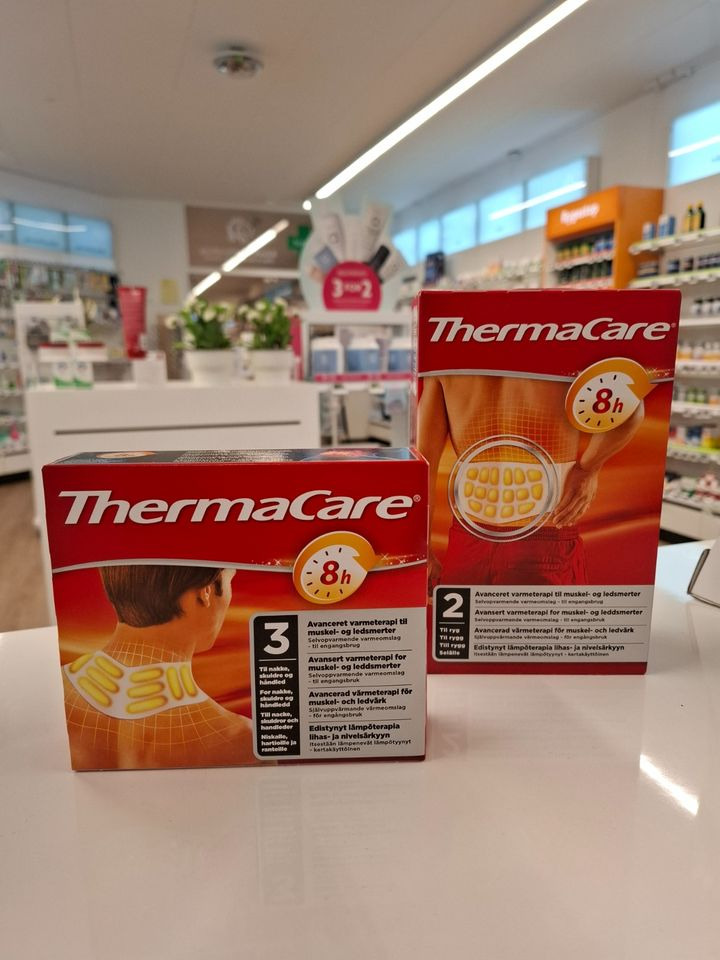 3 FOR 2
ThermaCare®
8h
2
Til ryg
Til rygg
Till rygg
Selälle
Avanceret varmeterapi til muskel- og ledsmerter
Selvopvarmende varmeomslag - til engangsbrug
Avansert varmeterapi for muskel- og leddsmerter
Selvoppvarmende varmeomslag - til engangsbruk
Avancerad värmeterapi för muskel- och ledvärk
Självuppvärmande värmeomslag - för engångsbruk
Edistynyt lämpöterapia lihas- ja nivelsärkyyn
Itsestään lämpenevät lämpötyynyt - kertakäyttöinen
ThermaCare®
8h
3
Til nakke,
skuldre og
håndled
For nakke,
skuldre og
håndledd
Till nacke,
skuldror och
handleder
Niskalle,
hartioille ja
ranteille
Avanceret varmeterapi til
muskel- og ledsmerter
Selvopvarmende varmeomslag
- til engangsbrug
Avansert varmeterapi for
muskel- og leddsmerter
Selvoppvarmende varmeomslag
- til engangsbruk
Avancerad värmeterapi för
muskel- och ledvärk
Självuppvärmande värmeomslag
- för engångsbruk
Edistynyt lämpöterapia
lihas- ja nivelsärkyyn
Itsestään lämpenevät lämpötyynyt
- kertakäyttöinen